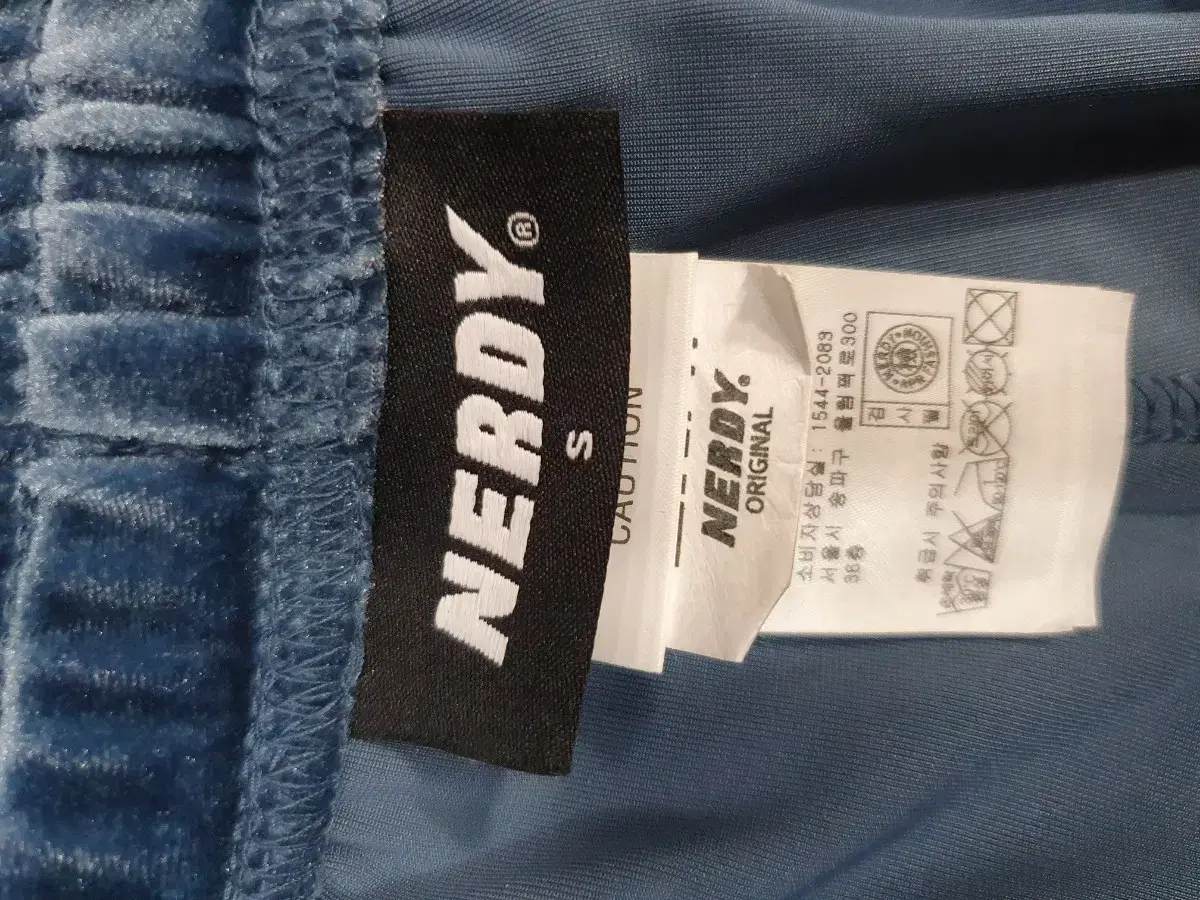 NERDY®
S
CAUTION
NERDY.
ORIGINAL
소비자상담실: 1544-2089
서울시 송파구 올림픽로300
38층
취급시 주의사항